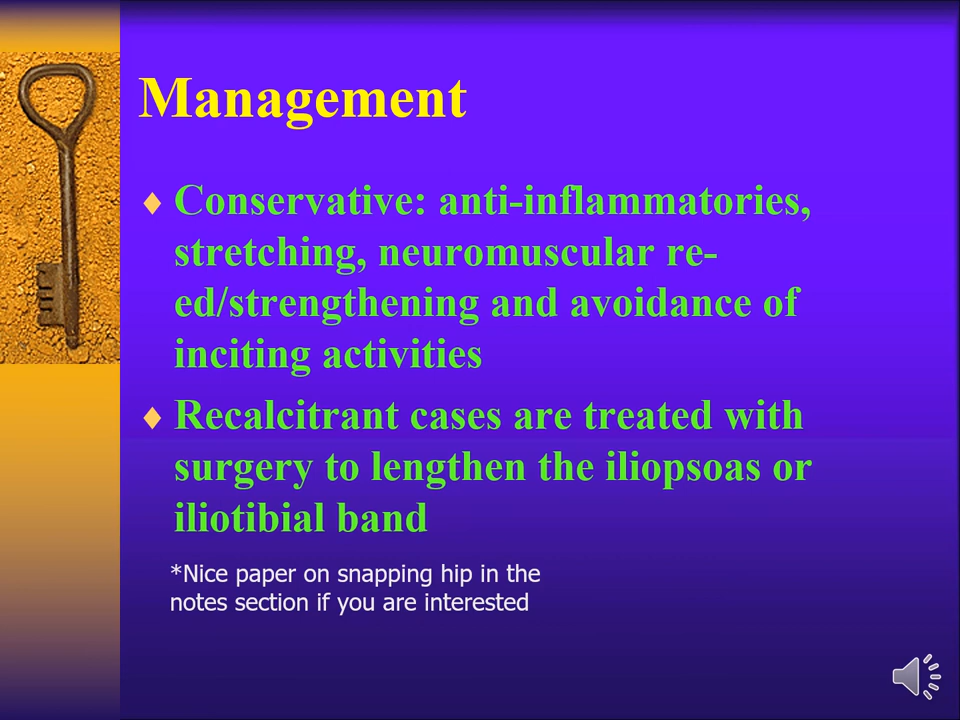 Management
Conservative: anti-inflammatories,
stretching, neuromuscular re-
ed/strengthening and avoidance of
inciting activities
Recalcitrant cases are treated with
surgery to lengthen the iliopsoas or
iliotibial band
*Nice paper on snapping hip in the
notes section if you are interested